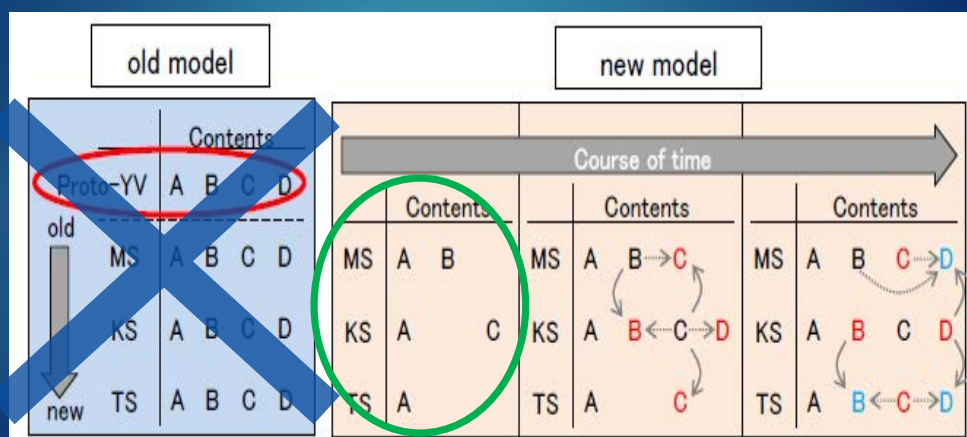 old model
new model
Contents
Proto-YV A B C D
old
MS A B C D
KS A B C D
new
TS A B C D
Course of time
Contents
MS A B
KS A C
TS A
Contents
MS A B C
KS A B C D
TS A C
Contents
MS A B C D
KS A B C D
TS A B C D